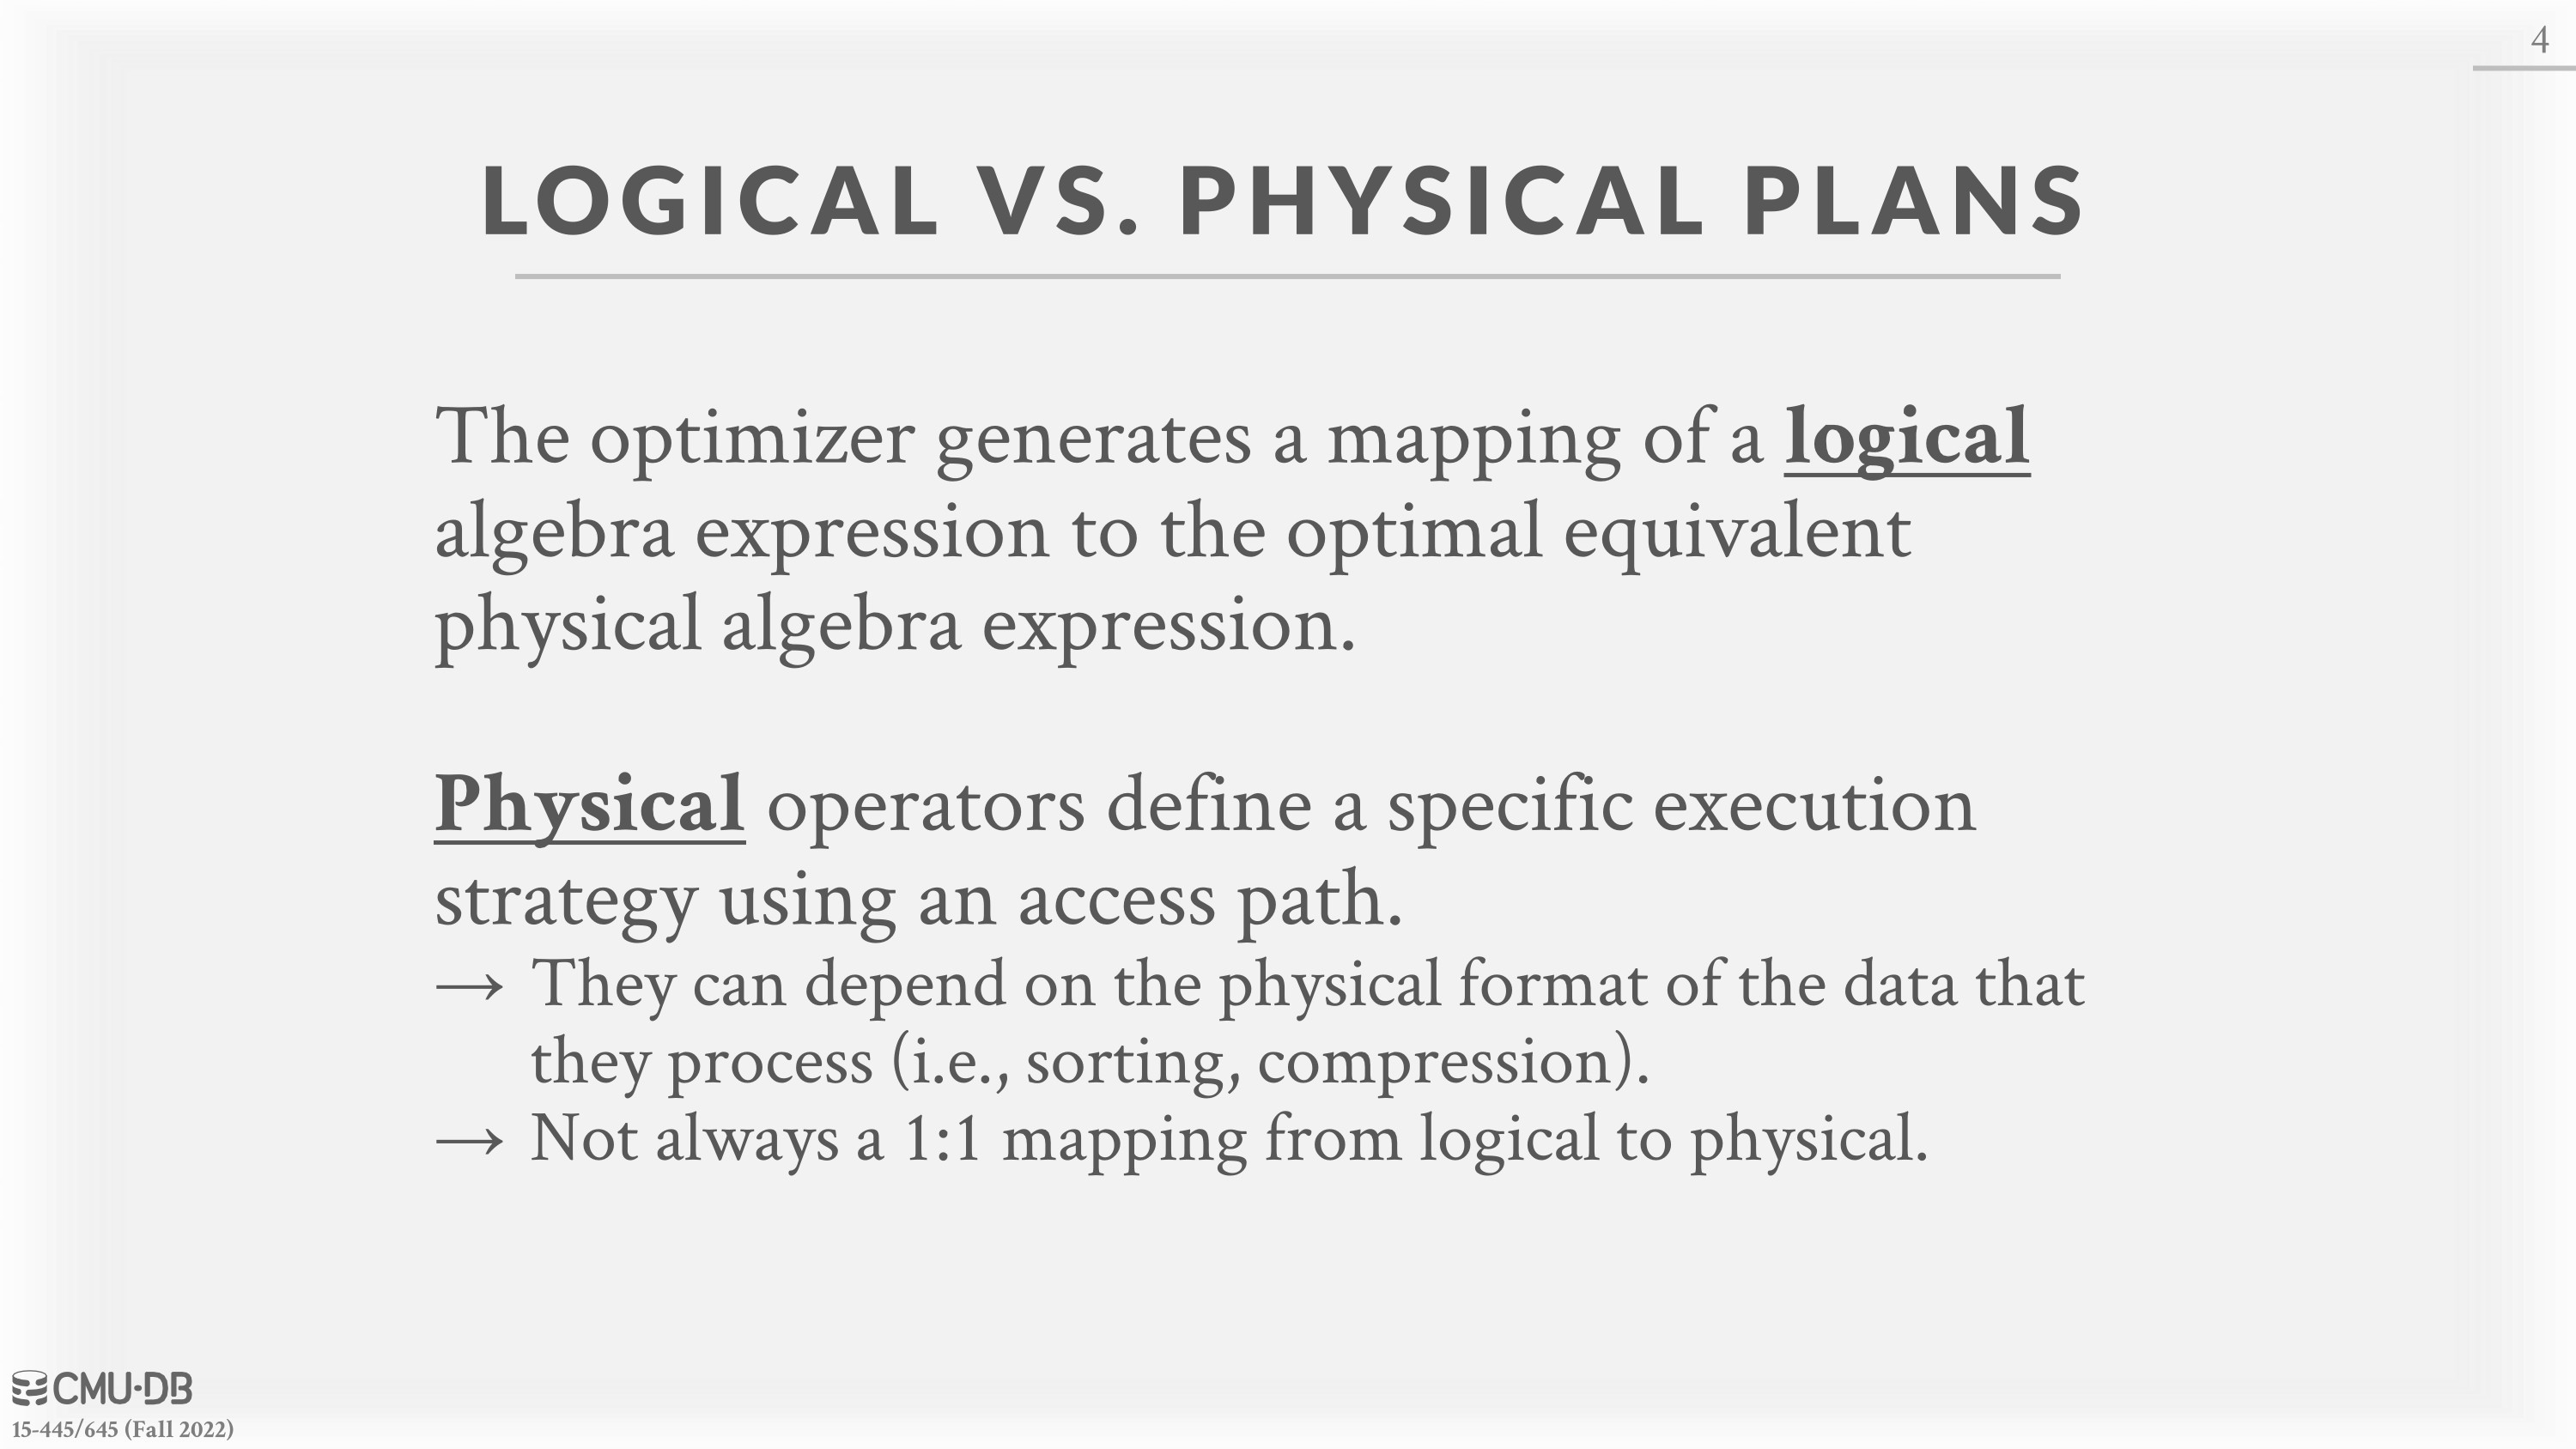 4
LOGICAL VS. PHYSICAL PLANS
The optimizer generates a mapping of a logical
algebra expression to the optimal equivalent
physical algebra expression.
Physical operators define a specific execution
strategy using an access path.
→ They can depend on the physical format of the data that
they process (i.e., sorting, compression).
→ Not always a 1:1 mapping from logical to physical.
CMU·DB
15-445/645 (Fall 2022)